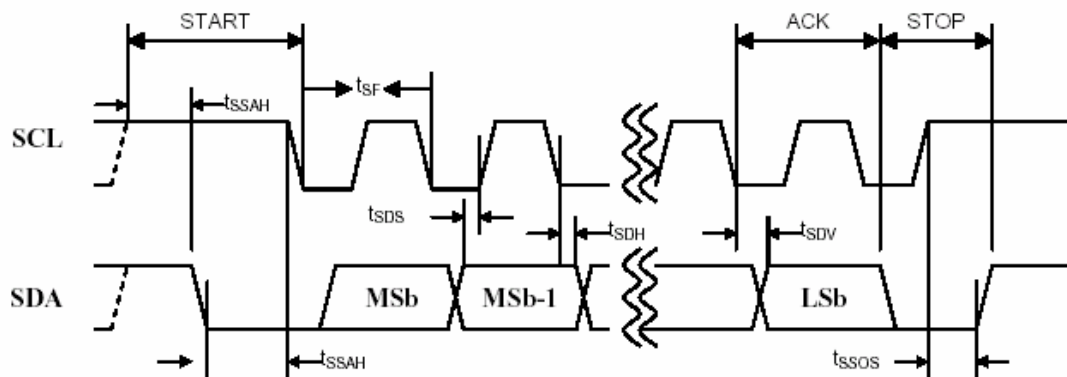 START ACK STOP
tSF
tSSAH
SCL
tSDS tSDH tSDV
SDA MSb MSb-1 LSb
tSSAH tSSOS